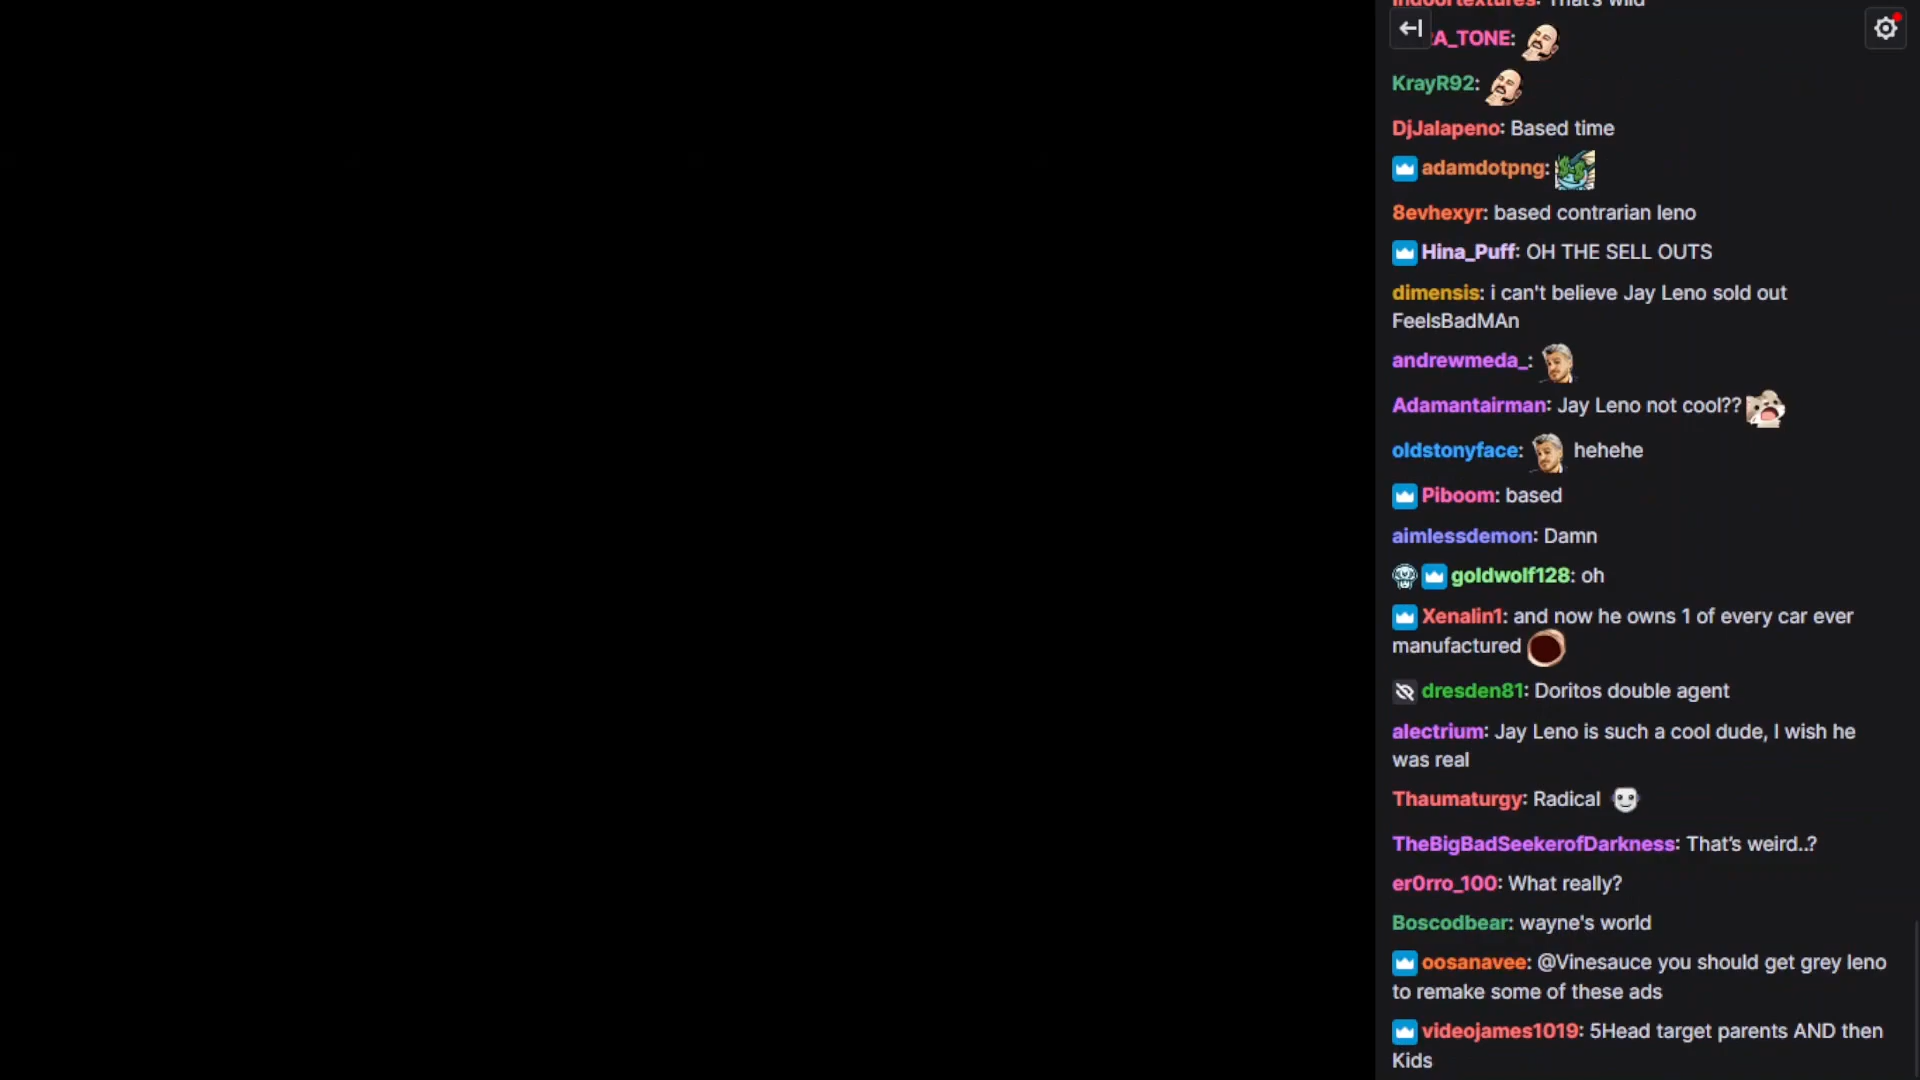 indoortextures: That's wild
A_TONE:
KrayR92:
DjJalapeno: Based time
adamdotpng:
8evhexyr: based contrarian leno
Hina_Puff: OH THE SELL OUTS
dimensis: i can't believe Jay Leno sold out
FeelsBadMAn
andrewmeda_:
Adamantairman: Jay Leno not cool??
oldstonyface: hehehe
Piboom: based
aimlessdemon: Damn
goldwolf128: oh
Xenalin1: and now he owns 1 of every car ever
manufactured
dresden81: Doritos double agent
alectrium: Jay Leno is such a cool dude, I wish he
was real
Thaumaturgy: Radical
TheBigBadSeekerofDarkness: That's weird..?
er0rro_100: What really?
Boscodbear: wayne's world
oosanavee: @Vinesauce you should get grey leno
to remake some of these ads
videojames1019: 5Head target parents AND then
Kids